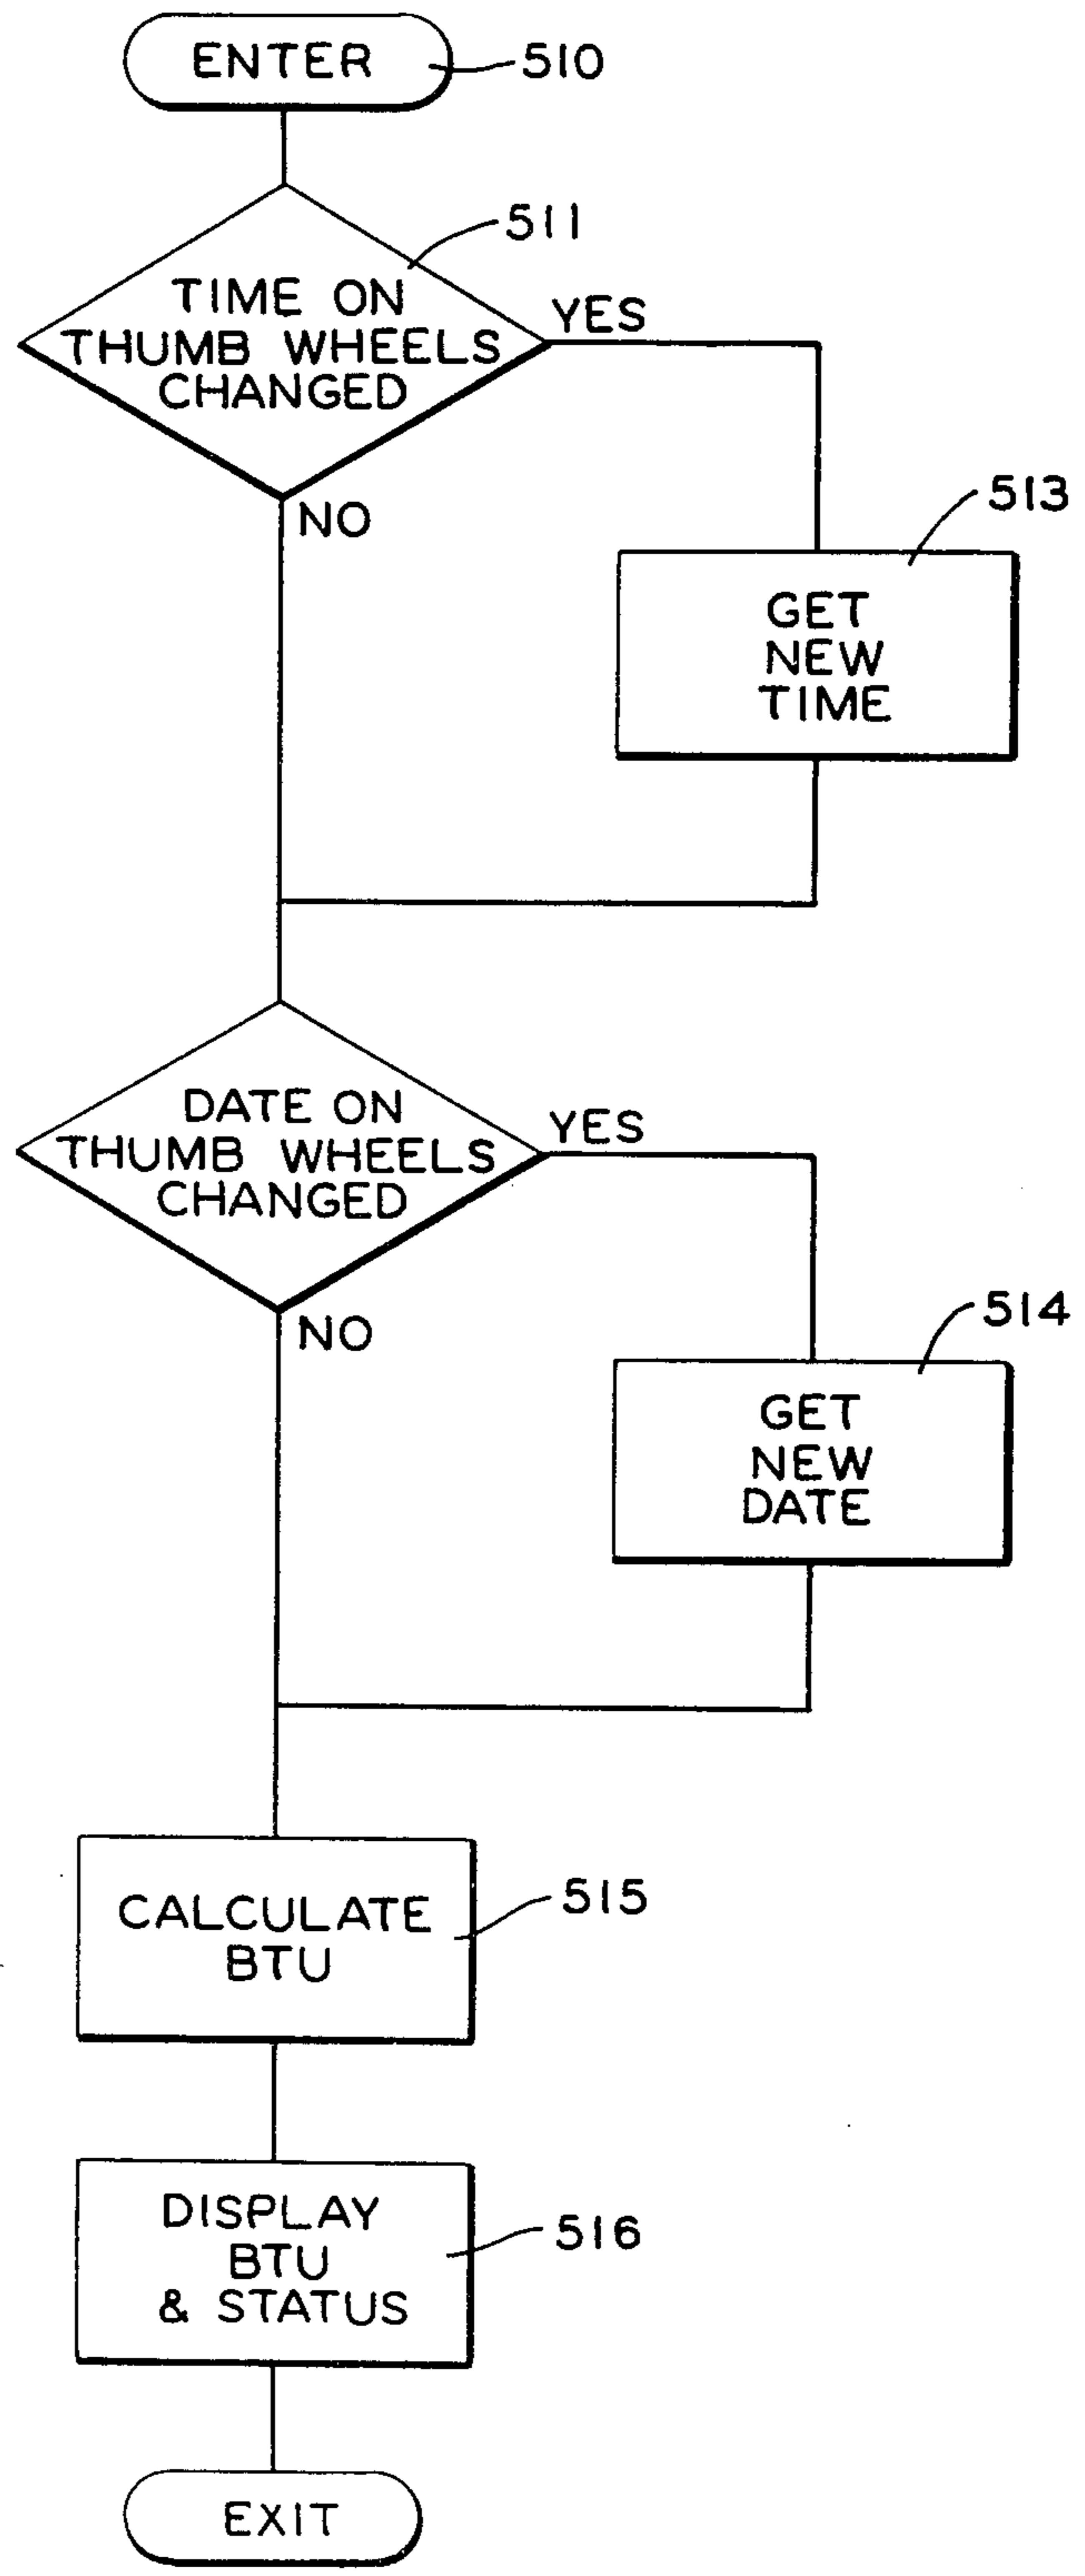 ENTER
510
511
TIME ON
THUMB WHEELS
CHANGED
YES
NO
513
GET
NEW
TIME
DATE ON
THUMB WHEELS
CHANGED
YES
NO
514
GET
NEW
DATE
CALCULATE
BTU
515
DISPLAY
BTU
& STATUS
516
EXIT